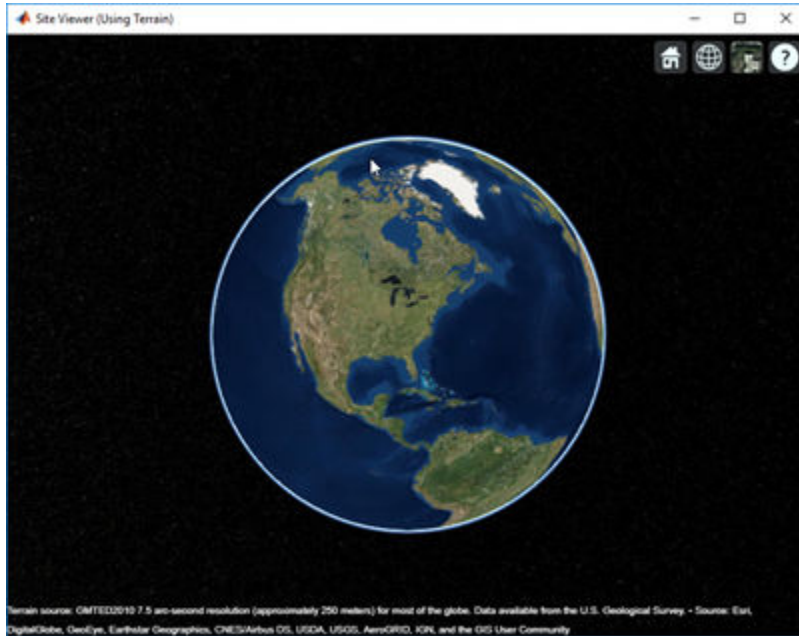 Site Viewer (Using Terrain)
?
Terrain source: GMTED2010 7.5 arc-second resolution (approximately 250 meters) for most of the globe. Data available from the U.S. Geological Survey. - Source: Esri,
DigitalGlobe, GeoEye, Earthstar Geographics, CNES/Airbus DS, USDA, USGS, AeroGRID, IGN, and the GIS User Community